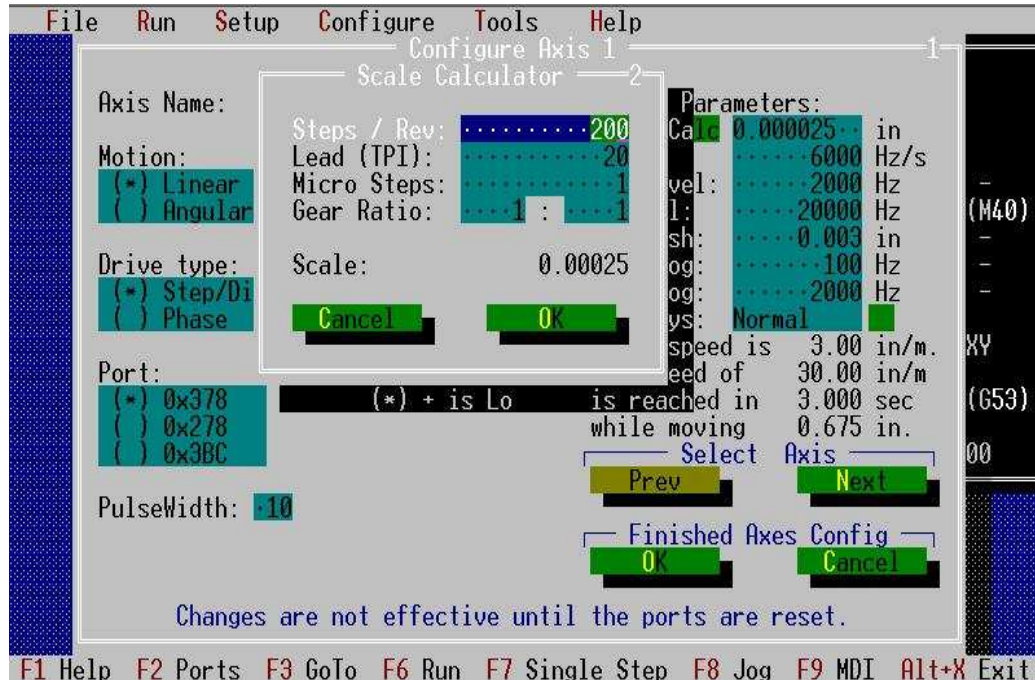 File Run Setup Configure Tools Help
Configure Axis 1 1
Scale Calculator 2
Axis Name: Parameters:
Steps / Rev: ··········200 Calc 0.000025·· in
Motion: Lead (TPI): ···········20 ······6000 Hz/s
(*) Linear Micro Steps: ············1 vel: ······2000 Hz
( ) Angular Gear Ratio: ····1 : ····1 l: ·····20000 Hz (M40)
sh: ·····0.003 in
Drive type: Scale: 0.00025 og: ·······100 Hz
(*) Step/Di og: ······2000 Hz
( ) Phase Cancel OK ys: Normal
speed is 3.00 in/m. XY
Port: eed of 30.00 in/m
(*) 0x378 (*) + is Lo is reached in 3.000 sec (G53)
( ) 0x278 while moving 0.675 in.
( ) 0x3BC Select Axis 00
Prev Next
PulseWidth: ·10
Finished Axes Config
OK Cancel
Changes are not effective until the ports are reset.
F1 Help F2 Ports F3 GoTo F6 Run F7 Single Step F8 Jog F9 MDI Alt+X Exit